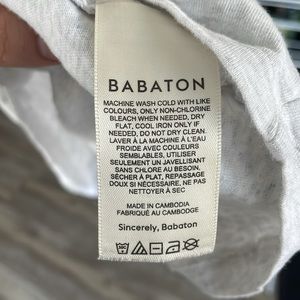 BABATON
MACHINE WASH COLD WITH LIKE
COLOURS, ONLY NON-CHLORINE
BLEACH WHEN NEEDED, DRY
FLAT, COOL IRON ONLY IF
NEEDED, DO NOT DRY CLEAN.
LAVER À LA MACHINE À L'EAU
FROIDE AVEC COULEURS
SEMBLABLES, UTILISER
SEULEMENT UN JAVELLISANT
SANS CHLORE AU BESOIN,
SÉCHER À PLAT, REPASSAGE
DOUX SI NÉCESSAIRE, NE PAS
NETTOYER À SEC
MADE IN CAMBODIA
FABRIQUÉ AU CAMBODGE
Sincerely, Babaton